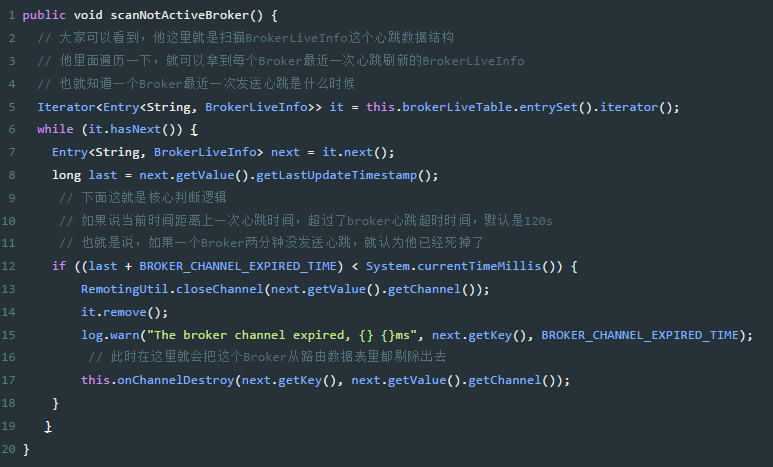 1 public void scanNotActiveBroker() {
2 // 大家可以看到，他这里就是扫描BrokerLiveInfo这个心跳数据结构
3 // 他里面遍历一下，就可以拿到每个Broker最近一次心跳刷新的BrokerLiveInfo
4 // 也就知道一个Broker最近一次发送心跳是什么时候
5 Iterator<Entry<String, BrokerLiveInfo>> it = this.brokerLiveTable.entrySet().iterator();
6 while (it.hasNext()) {
7 Entry<String, BrokerLiveInfo> next = it.next();
8 long last = next.getValue().getLastUpdateTimestamp();
9 // 下面这就是核心判断逻辑
10 // 如果说当前时间距离上一次心跳时间，超过了broker心跳超时时间，默认是120s
11 // 也就是说，如果一个Broker两分钟没发送心跳，就认为他已经死掉了
12 if ((last + BROKER_CHANNEL_EXPIRED_TIME) < System.currentTimeMillis()) {
13 RemotingUtil.closeChannel(next.getValue().getChannel());
14 it.remove();
15 log.warn("The broker channel expired, {} {}ms", next.getKey(), BROKER_CHANNEL_EXPIRED_TIME);
16 // 此时在这里就会把这个Broker从路由数据表里都剔除出去
17 this.onChannelDestroy(next.getKey(), next.getValue().getChannel());
18 }
19 }
20 }